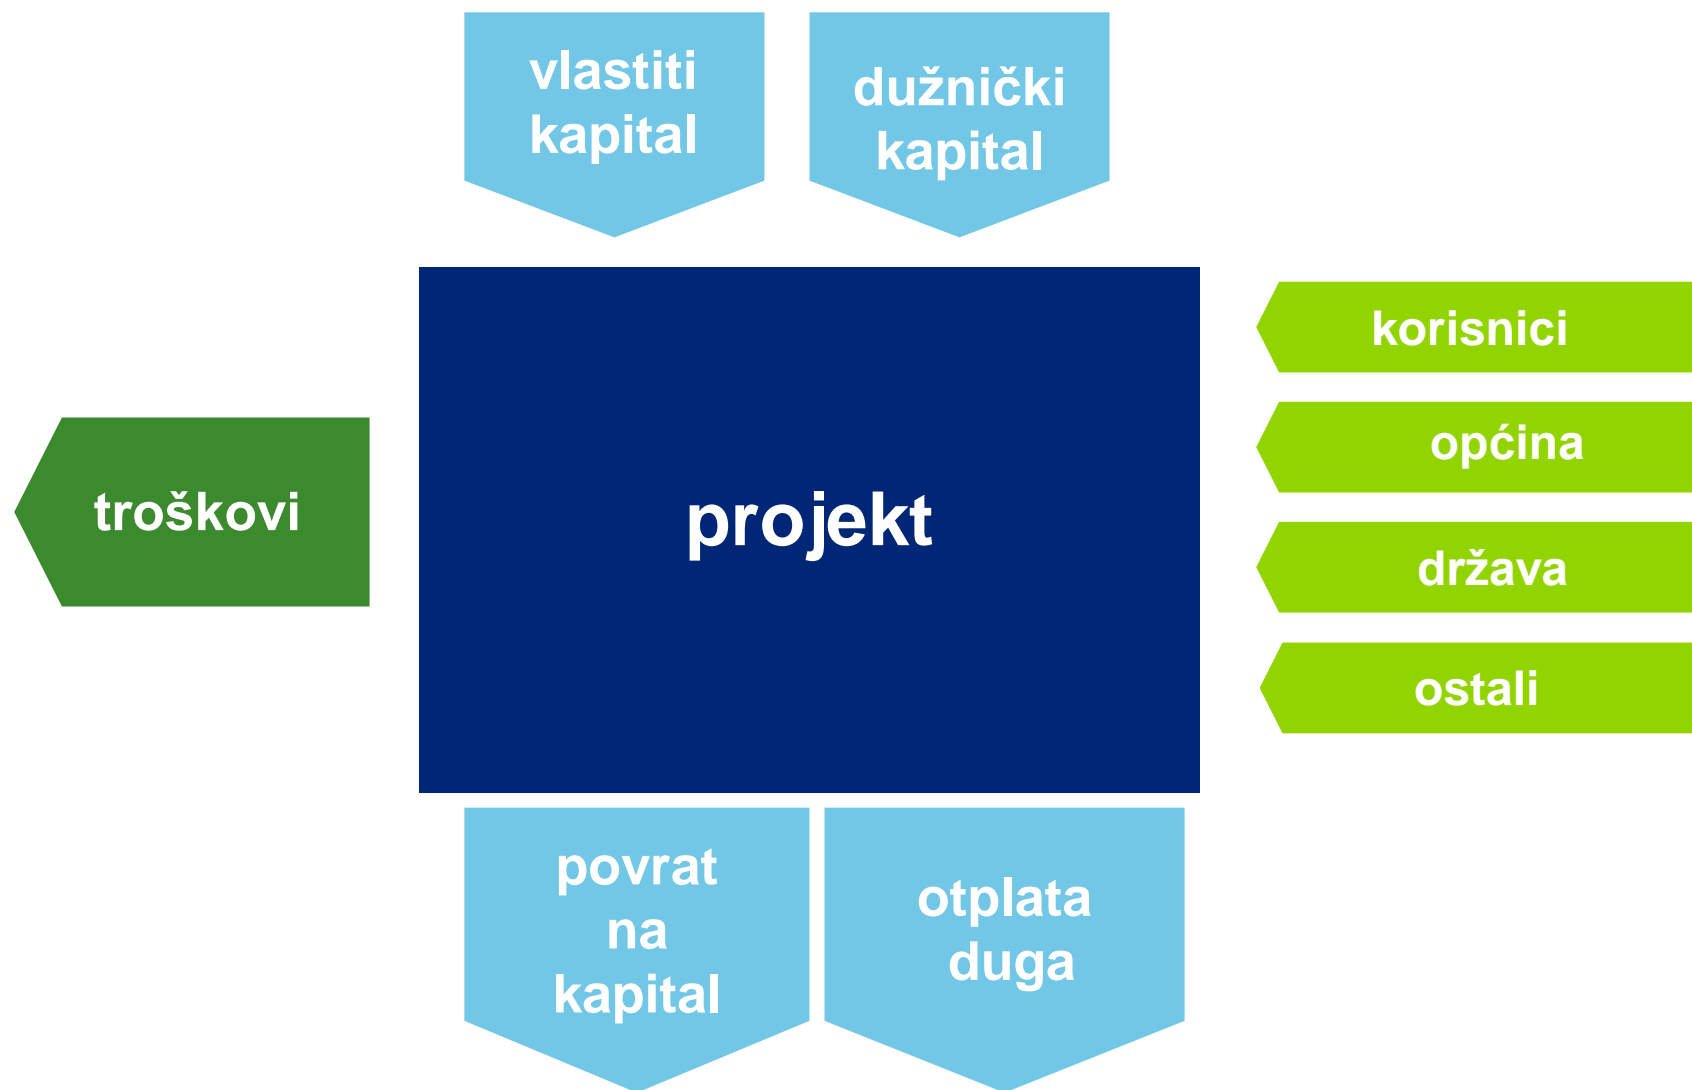 vlastiti
kapital
dužnički
kapital
korisnici
općina
troškovi
projekt
država
ostali
povrat
na
kapital
otplata
duga